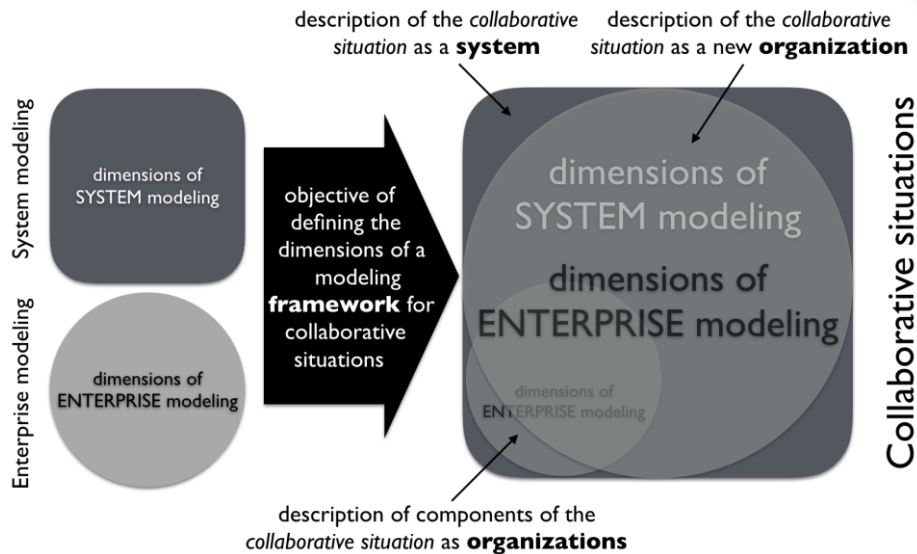 description of the collaborative
situation as a system
description of the collaborative
situation as a new organization
System modeling
dimensions of
SYSTEM modeling
Enterprise modeling
dimensions of
ENTERPRISE modeling
objective of
defining the
dimensions of a
modeling
framework for
collaborative
situations
dimensions of
SYSTEM modeling
dimensions of
ENTERPRISE modeling
dimensions of
ENTERPRISE modeling
Collaborative situations
description of components of the
collaborative situation as organizations